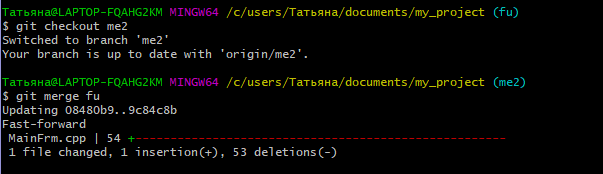 Татьяна@LAPTOP-FQAHG2KM MINGW64 /c/users/Татьяна/documents/my_project (fu)
$ git checkout me2
Switched to branch 'me2'
Your branch is up to date with 'origin/me2'.
Татьяна@LAPTOP-FQAHG2KM MINGW64 /c/users/Татьяна/documents/my_project (me2)
$ git merge fu
Updating 08480b9..9c84c8b
Fast-forward
 MainFrm.cpp | 54 +-----------------------------------------------------
 1 file changed, 1 insertion(+), 53 deletions(-)